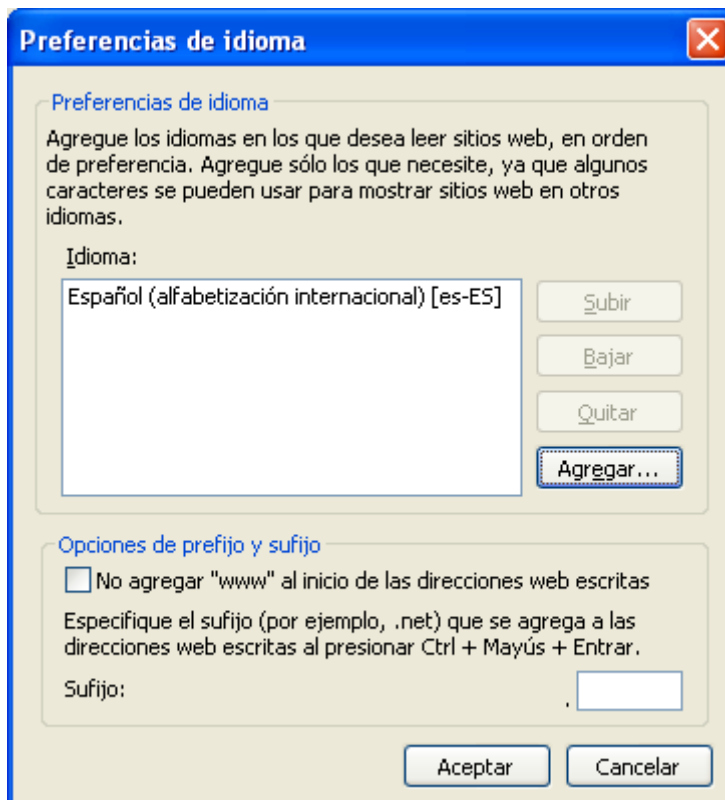 Preferencias de idioma
Preferencias de idioma
Agregue los idiomas en los que desea leer sitios web, en orden
de preferencia. Agregue sólo los que necesite, ya que algunos
caracteres se pueden usar para mostrar sitios web en otros
idiomas.
Idioma:
Español (alfabetización internacional) [es-ES]
Subir
Bajar
Quitar
Agregar...
Opciones de prefijo y sufijo
No agregar "www" al inicio de las direcciones web escritas
Especifique el sufijo (por ejemplo, .net) que se agrega a las
direcciones web escritas al presionar Ctrl + Mayús + Entrar.
Sufijo: .
Aceptar Cancelar